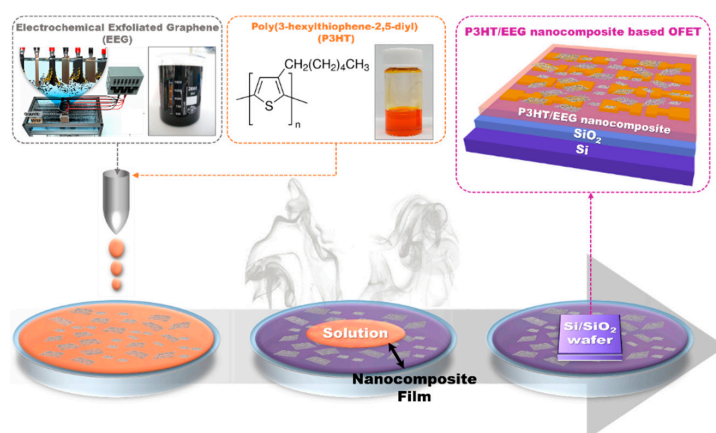 Electrochemical Exfoliated Graphene
(EEG)
Poly(3-hexylthiophene-2,5-diyl)
(P3HT)
CH₂(CH₂)₄CH₃
S
n
P3HT/EEG nanocomposite based OFET
P3HT/EEG nanocomposite
SiO₂
Si
Solution
Nanocomposite
Film
Si/SiO₂
wafer